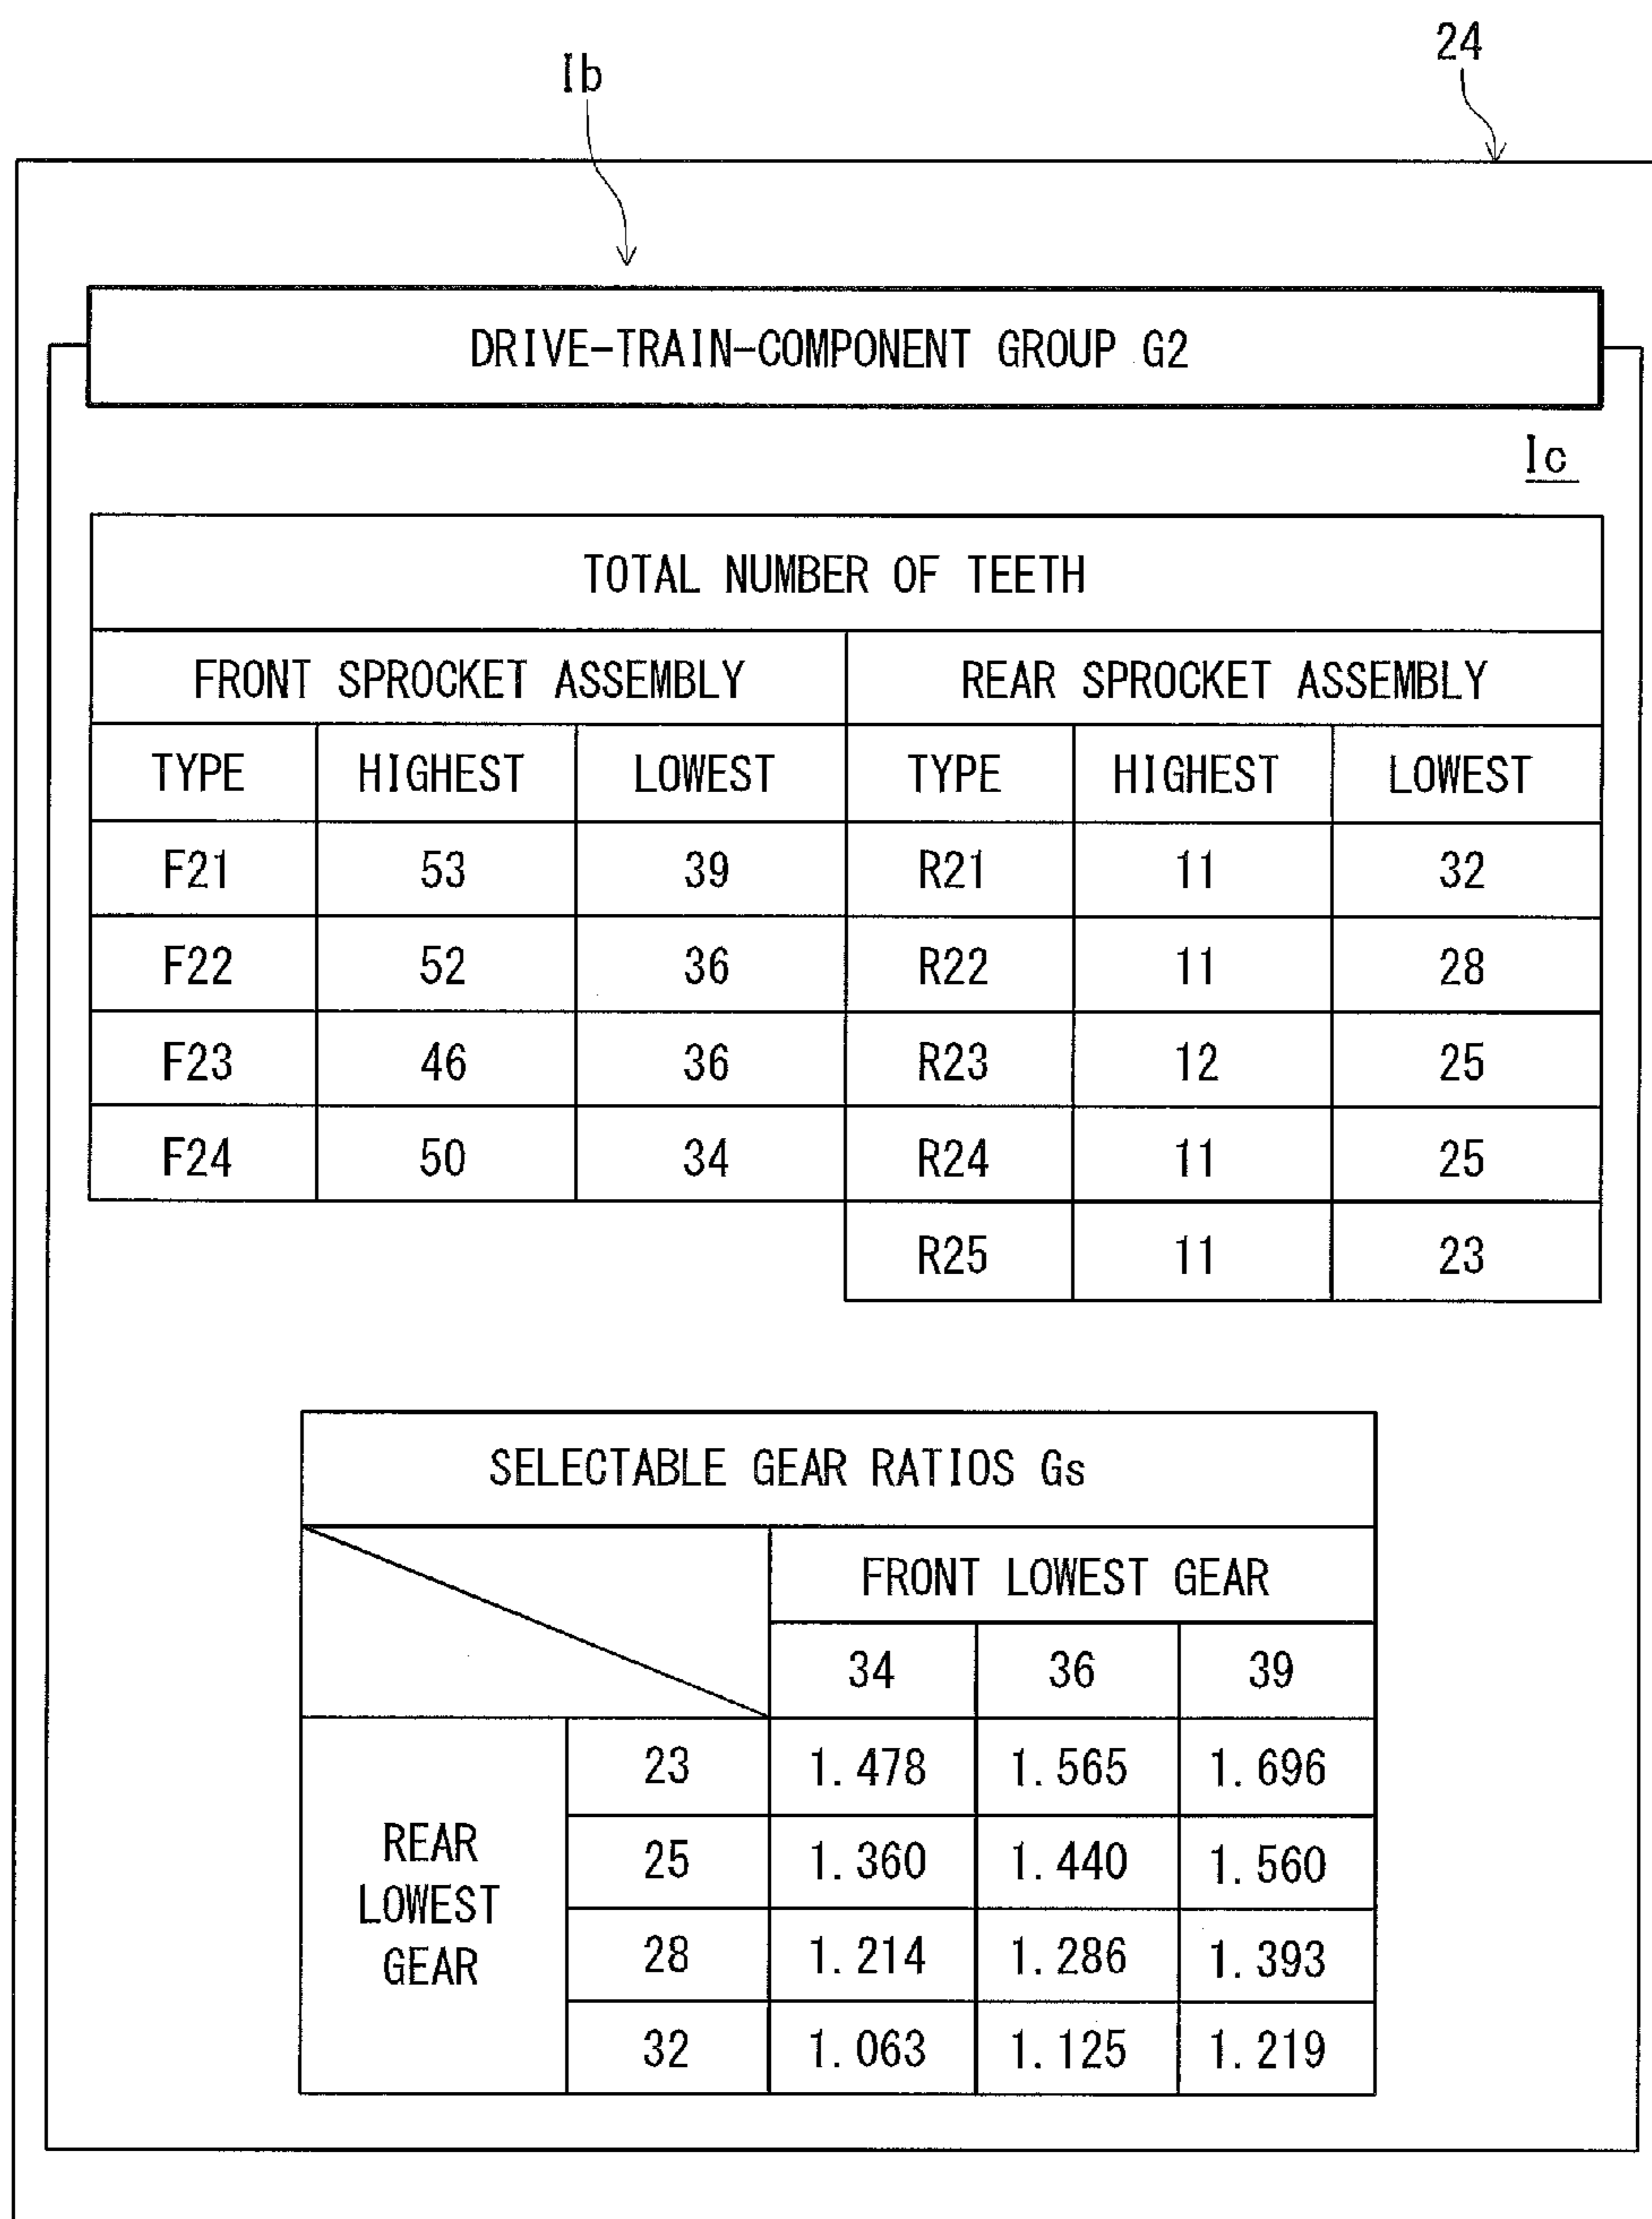 24
Ib
DRIVE-TRAIN-COMPONENT GROUP G2
Ic
TOTAL NUMBER OF TEETH
FRONT SPROCKET ASSEMBLY REAR SPROCKET ASSEMBLY
TYPE HIGHEST LOWEST TYPE HIGHEST LOWEST
F21 53 39 R21 11 32
F22 52 36 R22 11 28
F23 46 36 R23 12 25
F24 50 34 R24 11 25
R25 11 23
SELECTABLE GEAR RATIOS Gs
FRONT LOWEST GEAR
34 36 39
REAR
LOWEST
GEAR
23 1.478 1.565 1.696
25 1.360 1.440 1.560
28 1.214 1.286 1.393
32 1.063 1.125 1.219